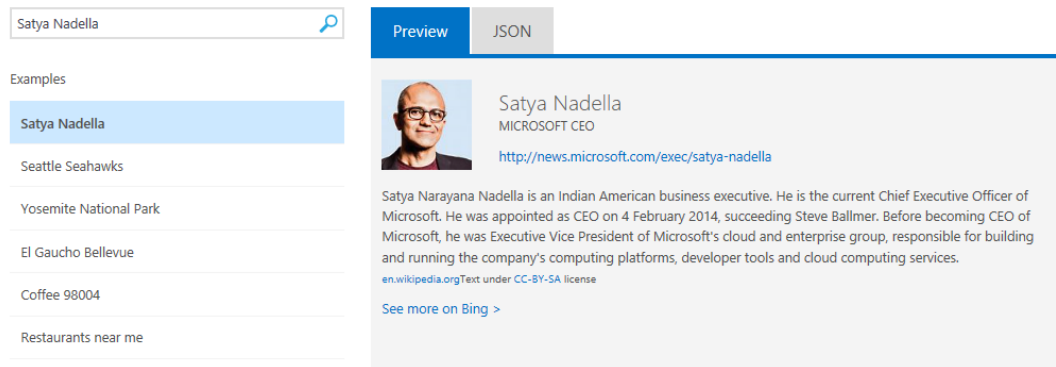 Satya Nadella
Examples
Satya Nadella
Seattle Seahawks
Yosemite National Park
El Gaucho Bellevue
Coffee 98004
Restaurants near me
Preview JSON
Satya Nadella
MICROSOFT CEO
http://news.microsoft.com/exec/satya-nadella
Satya Narayana Nadella is an Indian American business executive. He is the current Chief Executive Officer of
Microsoft. He was appointed as CEO on 4 February 2014, succeeding Steve Ballmer. Before becoming CEO of
Microsoft, he was Executive Vice President of Microsoft's cloud and enterprise group, responsible for building
and running the company's computing platforms, developer tools and cloud computing services.
en.wikipedia.orgText under CC-BY-SA license
See more on Bing >